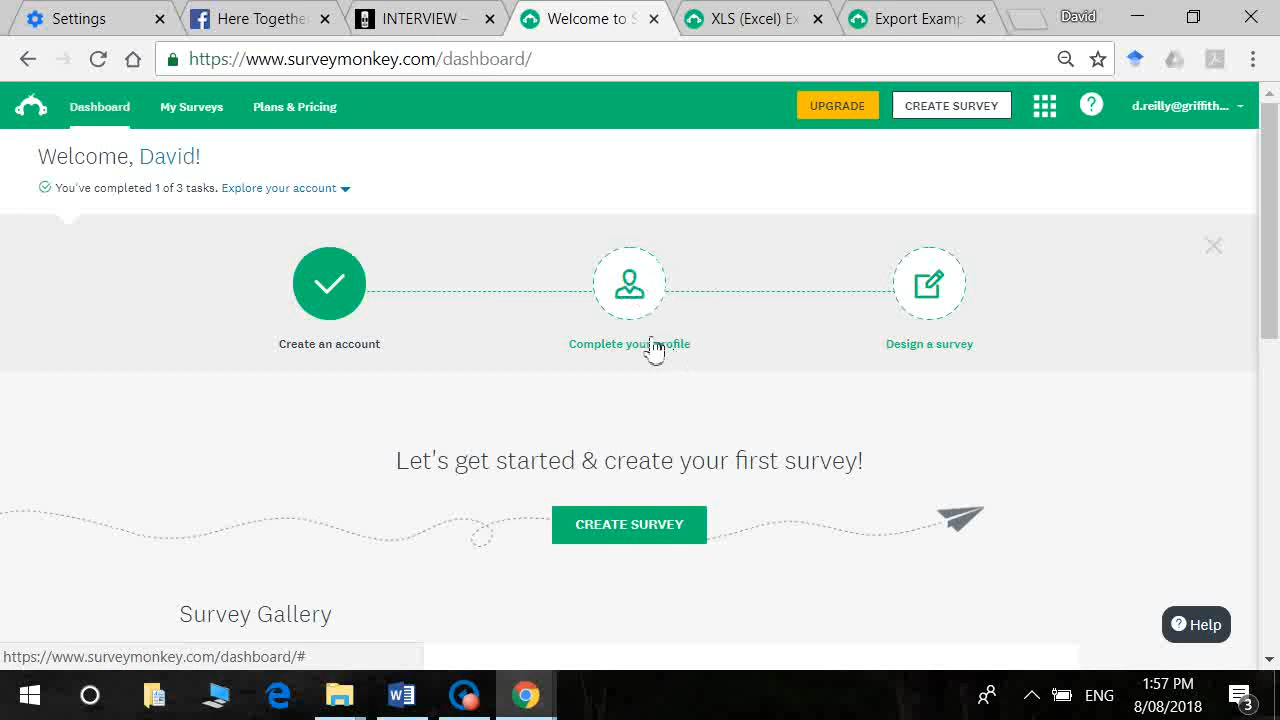 Settings
Here Togethe
INTERVIEW –
Welcome to S
XLS (Excel) Ex
Export Examp
David
https://www.surveymonkey.com/dashboard/
Dashboard
My Surveys
Plans & Pricing
UPGRADE
CREATE SURVEY
?
d.reilly@griffith...
Welcome, David!
You've completed 1 of 3 tasks. Explore your account
Create an account
Complete your profile
Design a survey
Let's get started & create your first survey!
CREATE SURVEY
Survey Gallery
? Help
https://www.surveymonkey.com/dashboard/#
ENG
1:57 PM
8/08/2018
3